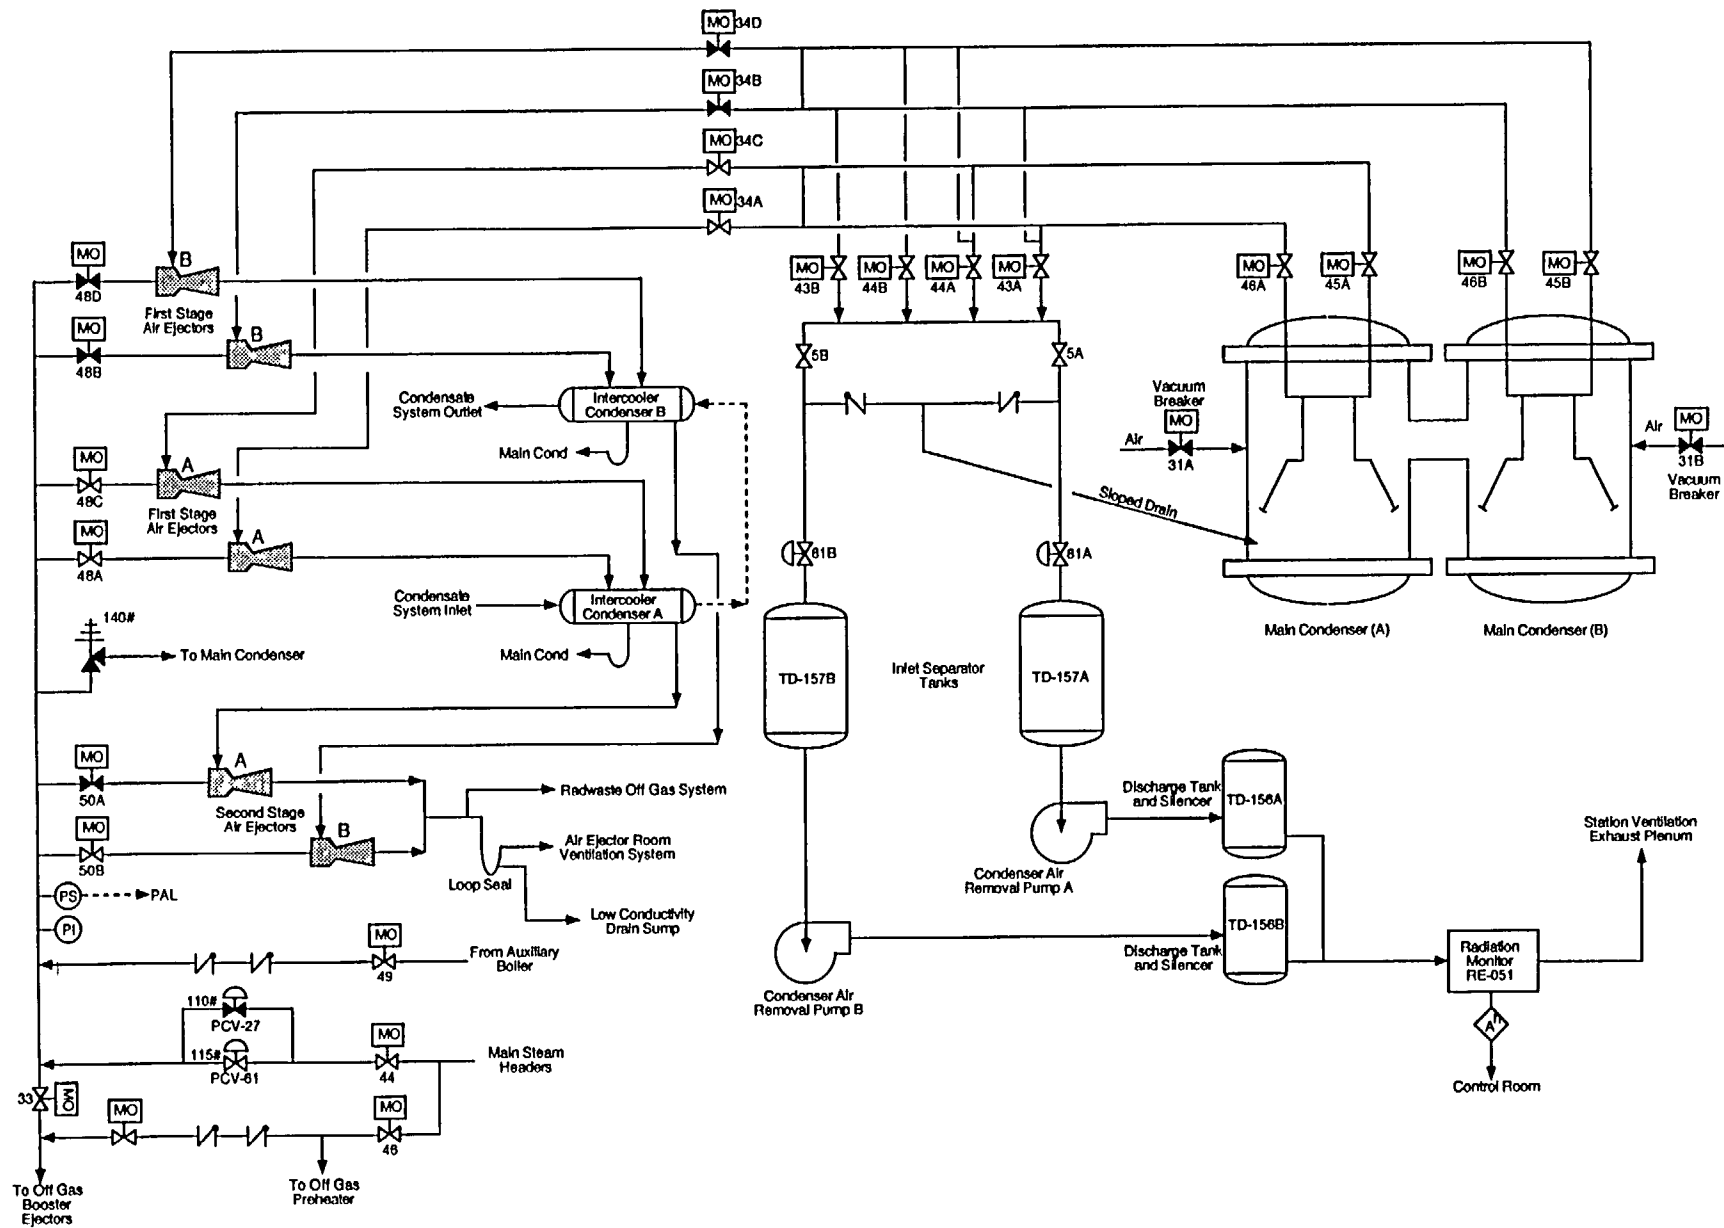 MO 34D
MO 34B
MO 34C
MO 34A
MO
48D
B
First Stage
Air Ejectors
MO
48B
B
MO
43B
MO
44B
MO
44A
MO
43A
MO
46A
MO
45A
MO
46B
MO
45B
5B
5A
Condensate
System Outlet
Intercooler
Condenser B
Main Cond
Vacuum
Breaker
MO
Air
31A
Air
MO
31B
Vacuum
Breaker
MO
48C
A
First Stage
Air Ejectors
MO
48A
A
Sloped Drain
81B
81A
Condensate
System Inlet
Intercooler
Condenser A
Main Cond
140#
To Main Condenser
Main Condenser (A)
Main Condenser (B)
TD-157B
Inlet Separator
Tanks
TD-157A
MO
50A
A
Second Stage
Air Ejectors
MO
50B
B
Radwaste Off Gas System
Air Ejector Room
Ventilation System
Loop Seal
Low Conductivity
Drain Sump
Discharge Tank
and Silencer
TD-156A
Condenser Air
Removal Pump A
Station Ventilation
Exhaust Plenum
TD-156B
Discharge Tank
and Silencer
Condenser Air
Removal Pump B
Radiation
Monitor
RE-051
Control Room
PS
PAL
PI
MO
49
From Auxiliary
Boiler
110#
PCV-27
115#
PCV-61
MO
44
Main Steam
Headers
33
MO
MO
MO
46
To Off Gas
Booster
Ejectors
To Off Gas
Preheater